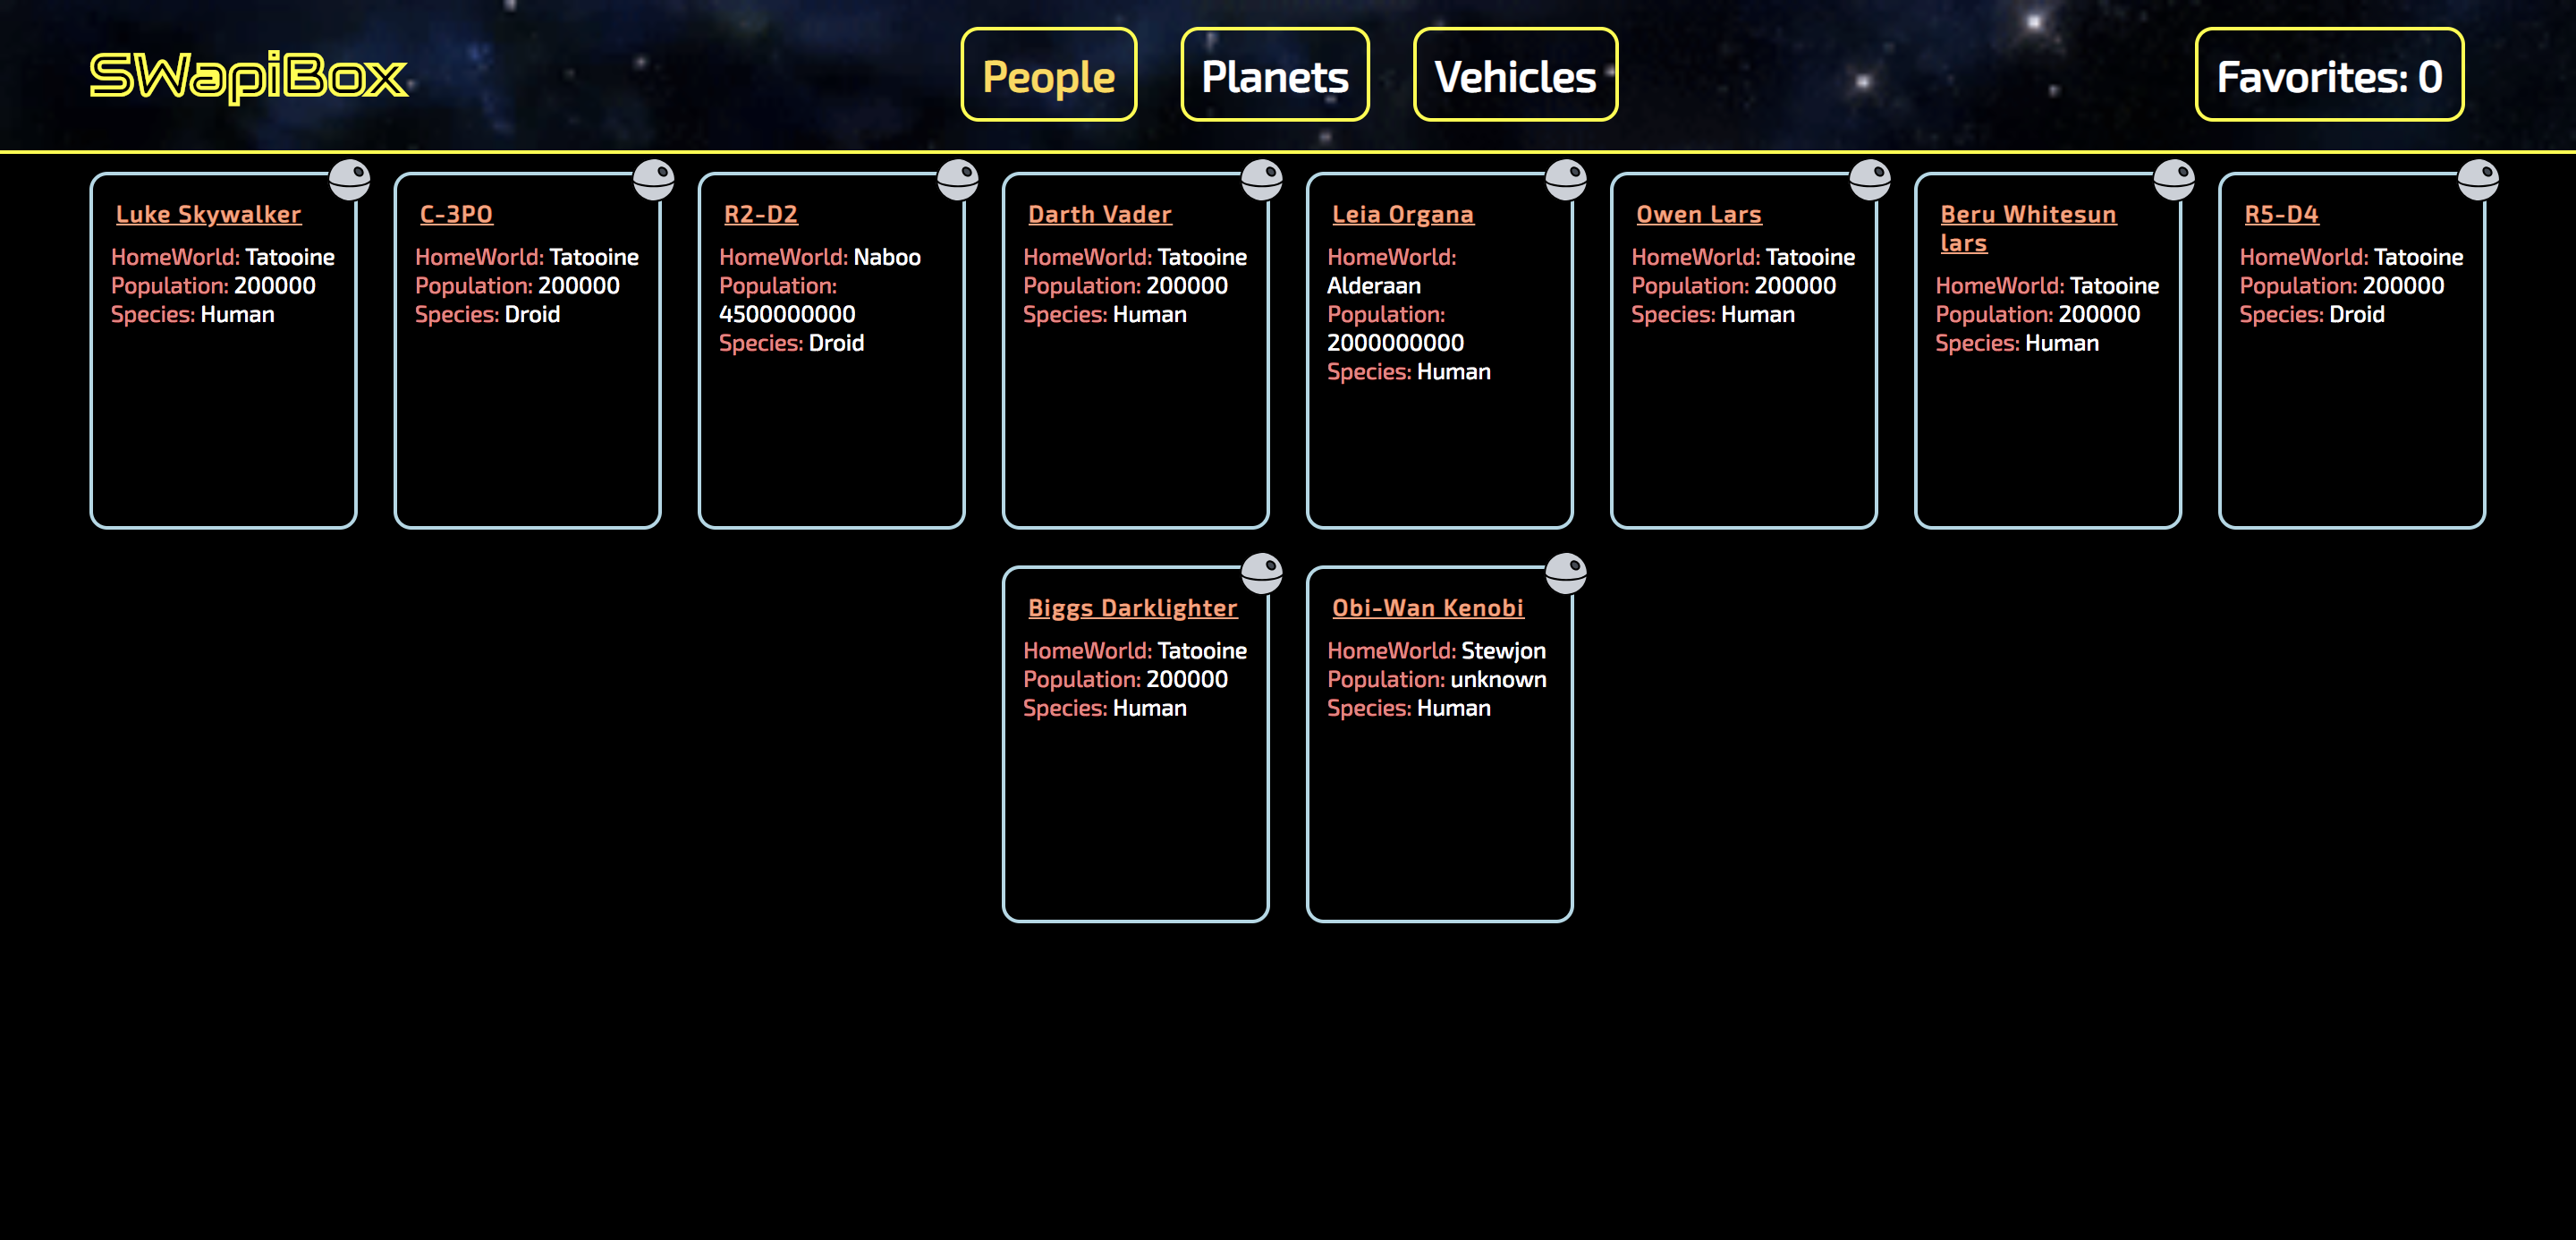 SWapiBox
People
Planets
Vehicles
Favorites: 0
Luke Skywalker
HomeWorld: Tatooine
Population: 200000
Species: Human
C-3PO
HomeWorld: Tatooine
Population: 200000
Species: Droid
R2-D2
HomeWorld: Naboo
Population:
4500000000
Species: Droid
Darth Vader
HomeWorld: Tatooine
Population: 200000
Species: Human
Leia Organa
HomeWorld:
Alderaan
Population:
2000000000
Species: Human
Owen Lars
HomeWorld: Tatooine
Population: 200000
Species: Human
Beru Whitesun
lars
HomeWorld: Tatooine
Population: 200000
Species: Human
R5-D4
HomeWorld: Tatooine
Population: 200000
Species: Droid
Biggs Darklighter
HomeWorld: Tatooine
Population: 200000
Species: Human
Obi-Wan Kenobi
HomeWorld: Stewjon
Population: unknown
Species: Human